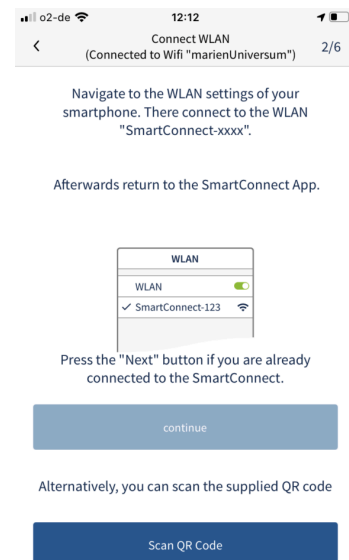 o2-de 12:12
Connect WLAN
(Connected to Wifi "marienUniversum")
2/6
Navigate to the WLAN settings of your
smartphone. There connect to the WLAN
"SmartConnect-xxxx".
Afterwards return to the SmartConnect App.
WLAN
WLAN
SmartConnect-123
Press the "Next" button if you are already
connected to the SmartConnect.
continue
Alternatively, you can scan the supplied QR code
Scan QR Code